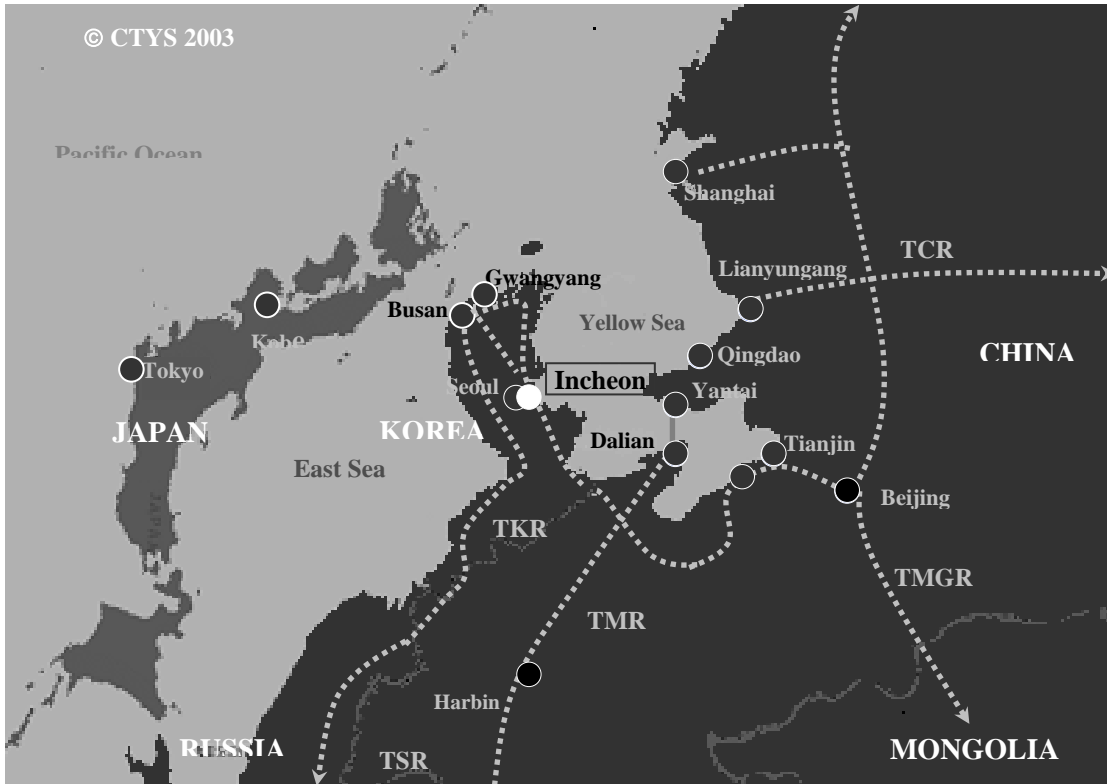 © CTYS 2003
Pacific Ocean
Shanghai
TCR
Lianyungang
Gwangyang
Busan
Yellow Sea
Kobe
CHINA
Qingdao
Tokyo
Incheon
Seoul
Yantai
JAPAN
KOREA
Dalian
Tianjin
East Sea
Beijing
JAPAN
TKR
TMGR
TMR
Harbin
RUSSIA
TSR
MONGOLIA